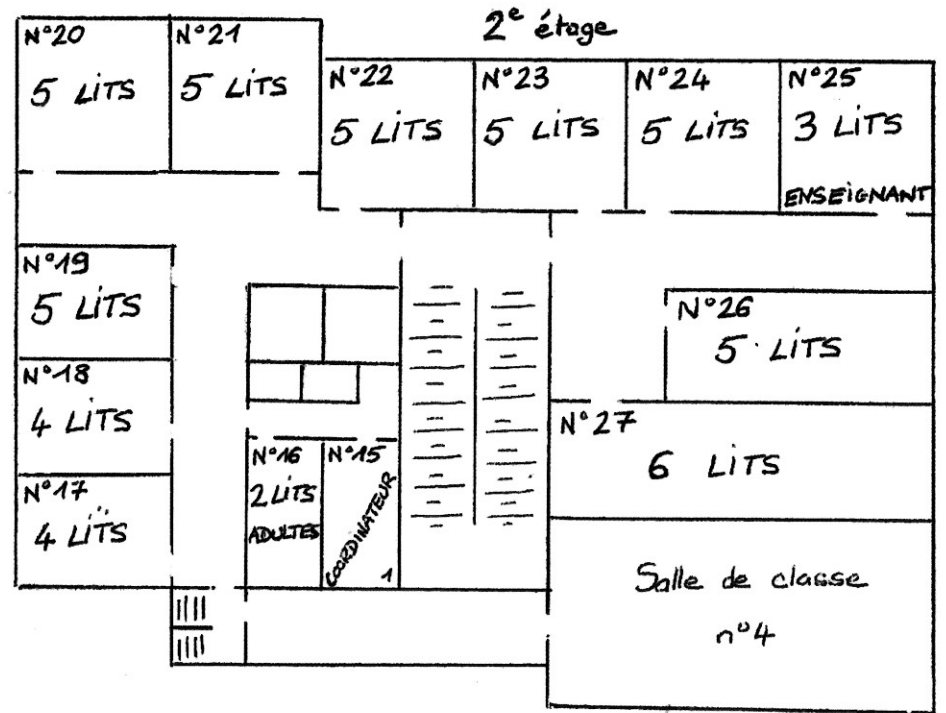 2e étage
N°20
5 LITS
N°21
5 LITS
N°22
5 LITS
N°23
5 LITS
N°24
5 LITS
N°25
3 LITS
ENSEIGNANT
N°19
5 LITS
N°18
4 LITS
N°17
4 LITS
N°16
2 LITS
ADULTES
N°15
COORDINATEUR
1
N°26
5 LITS
N°27
6 LITS
Salle de classe
n°4